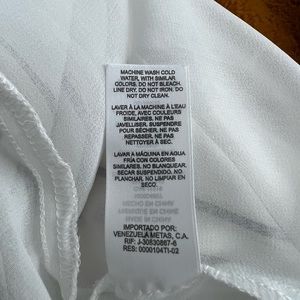 MACHINE WASH COLD
WATER, WITH SIMILAR
COLORS. DO NOT BLEACH.
LINE DRY. DO NOT IRON. DO
NOT DRY CLEAN.
LAVER À LA MACHINE À L'EAU
FROIDE, AVEC COULEURS
SIMILAIRES. NE PAS
JAVELLISER. SUSPENDRE
POUR SÉCHER. NE PAS
REPASSER. NE PAS
NETTOYER À SEC.
LAVAR A MÁQUINA EN AGUA
FRÍA CON COLORES
SIMILARES. NO BLANQUEAR.
SECAR SUSPENDIDO. NO
PLANCHAR. NO LIMPIAR EN
SECO.
HECHO EN CHINA
IMPORTADO POR:
VENEZUELA METAS, C.A.
RIF: J-30830867-6
RES: 0000104TI-02